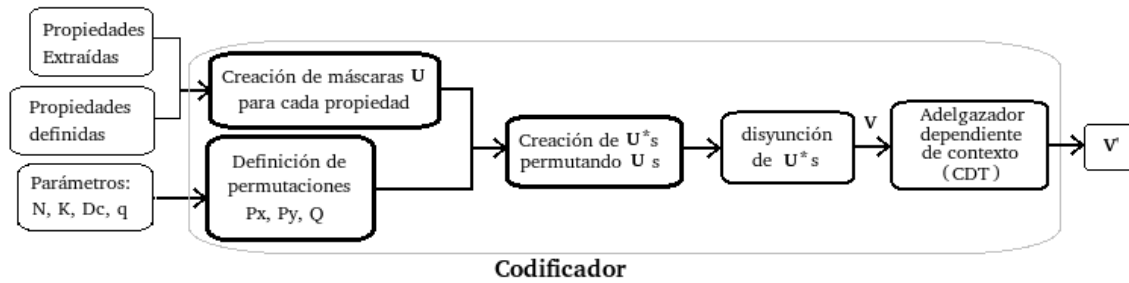 Propiedades
Extraídas
Propiedades
definidas
Parámetros:
N, K, Dc, q
Creación de máscaras U
para cada propiedad
Definición de
permutaciones
Px, Py, Q
Creación de U*s
permutando U s
disyunción
de U* s
V
Adelgazador
dependiente
de contexto
(CDT)
V'
Codificador